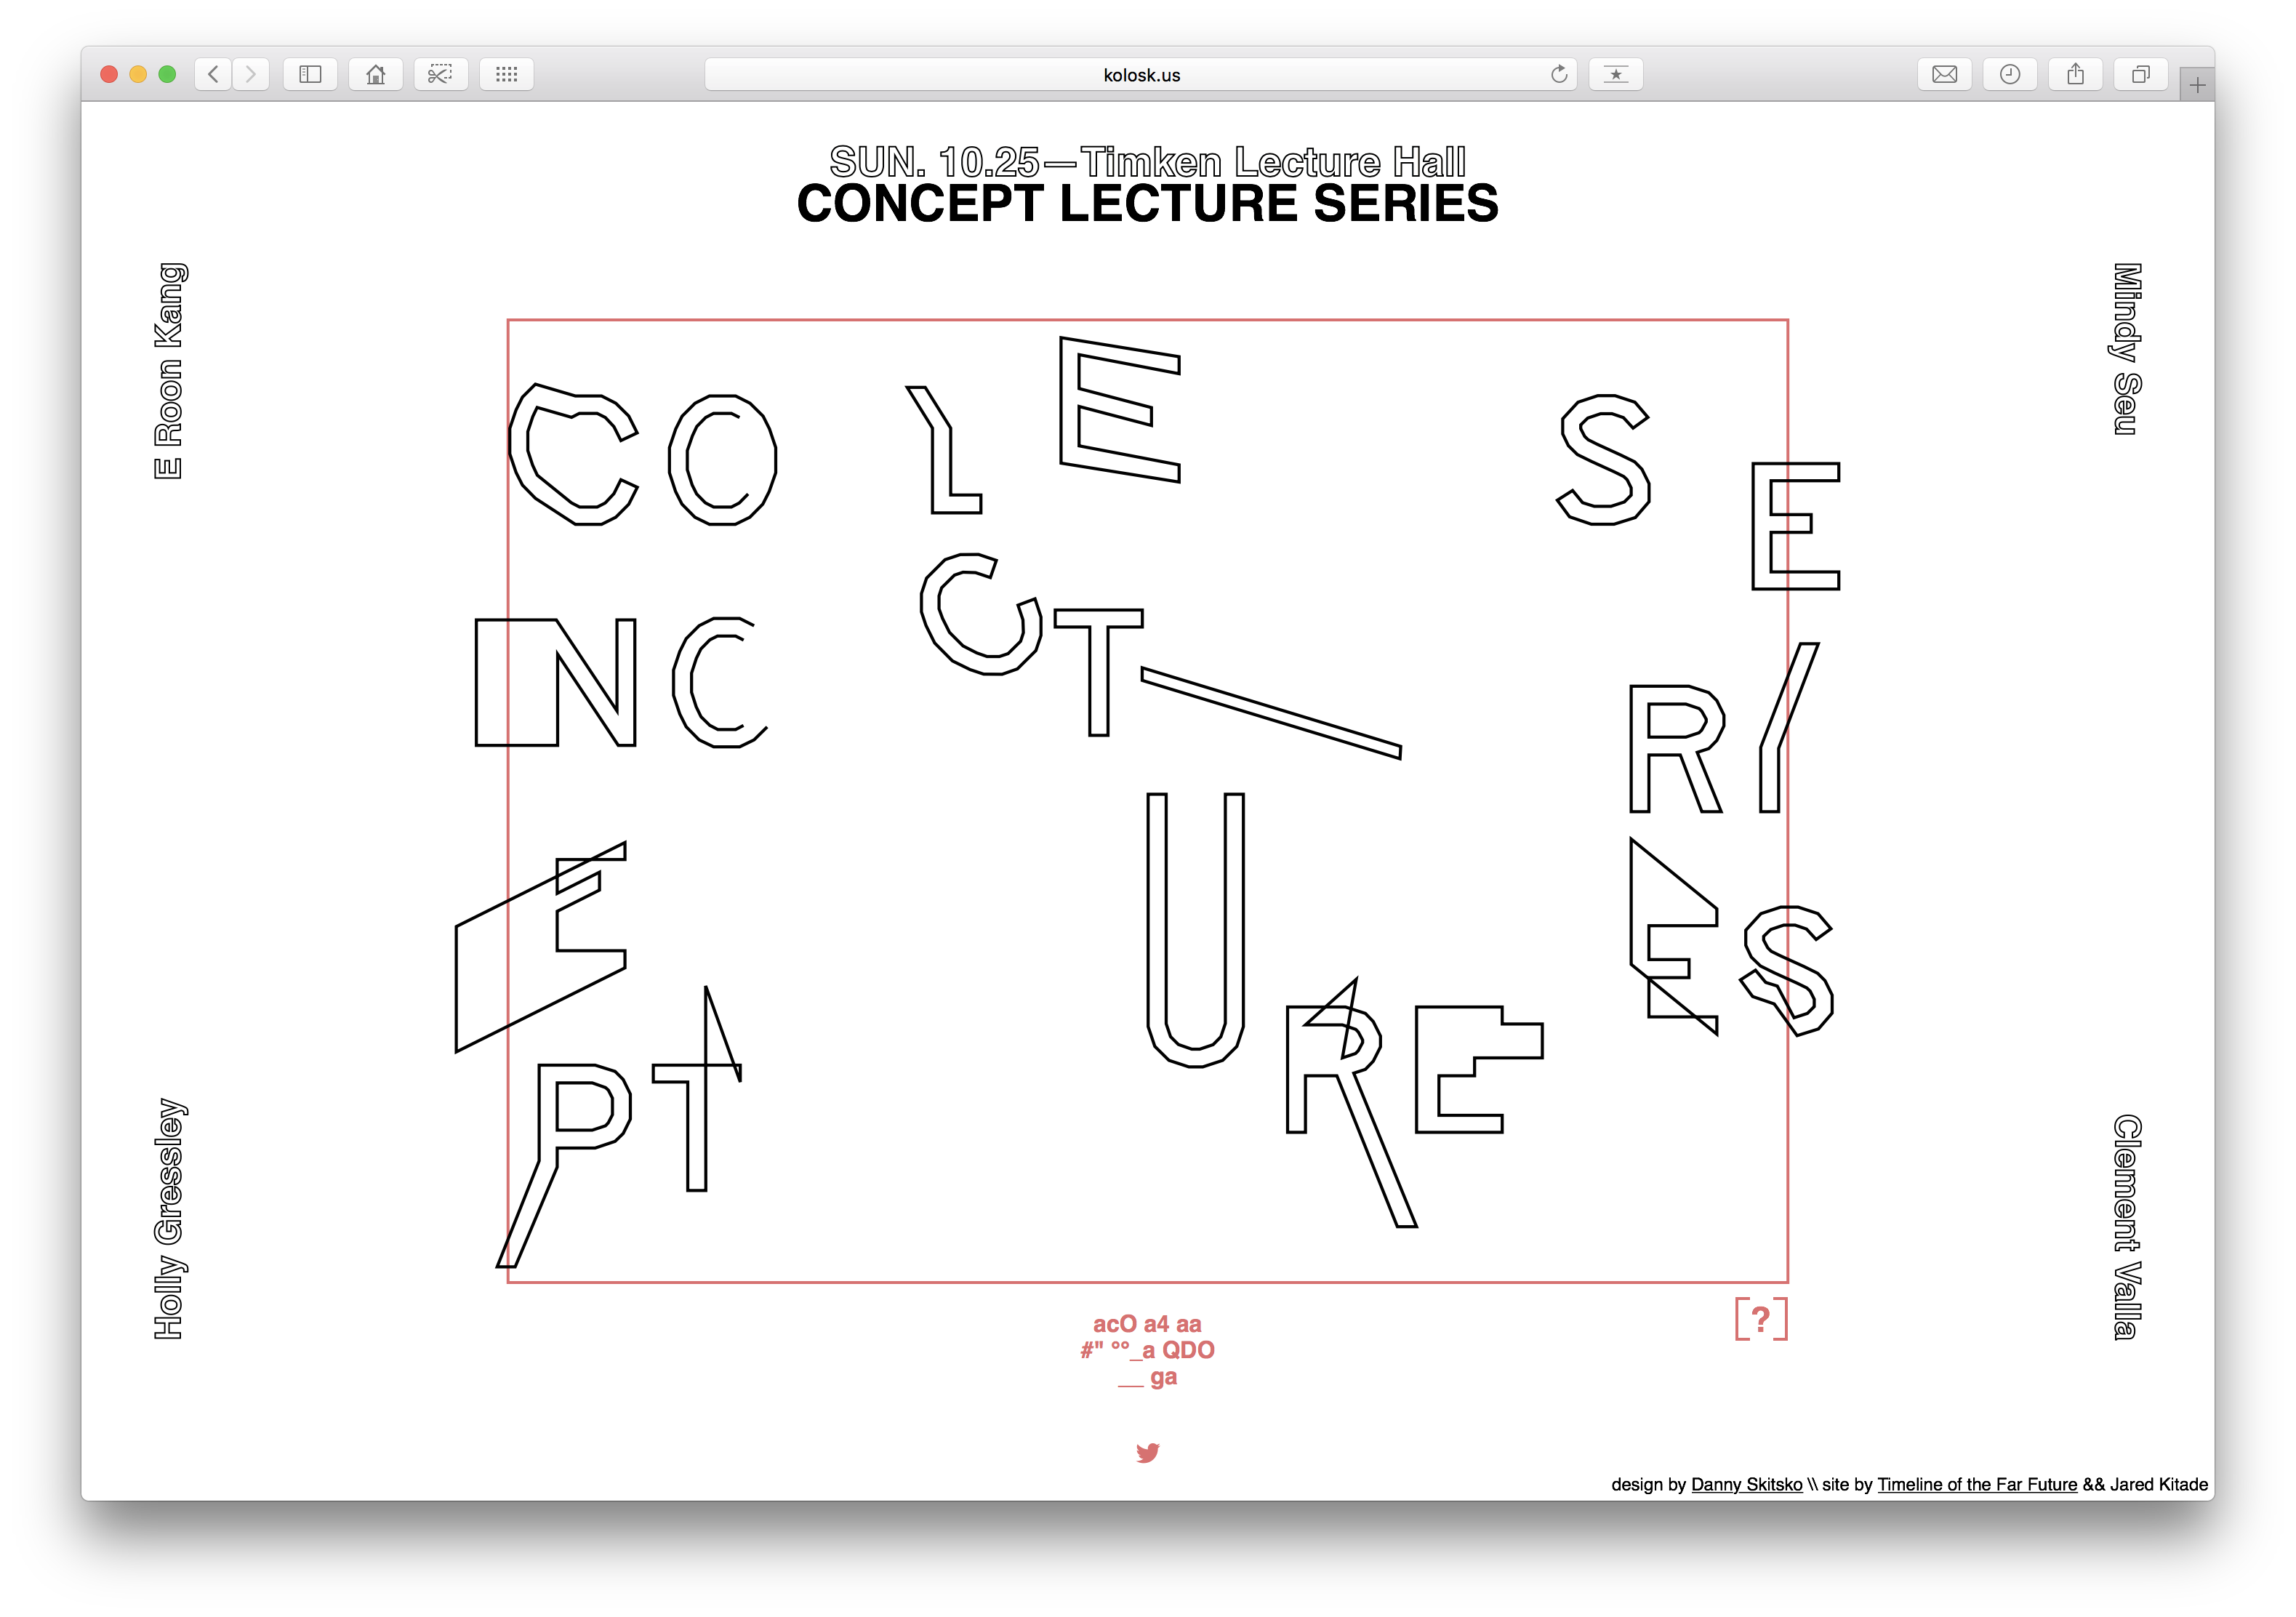 kolosk.us
SUN. 10.25—Timken Lecture Hall
CONCEPT LECTURE SERIES
E Roon Kang
Mindy Seu
CO
NC
E
PT
LE
CT
U
RE
S
E
RI
ES
Holly Gressley
Clement Valla
[?]
acO a4 aa
#" °°_a QDO
__ ga
design by Danny Skitsko \\ site by Timeline of the Far Future && Jared Kitade